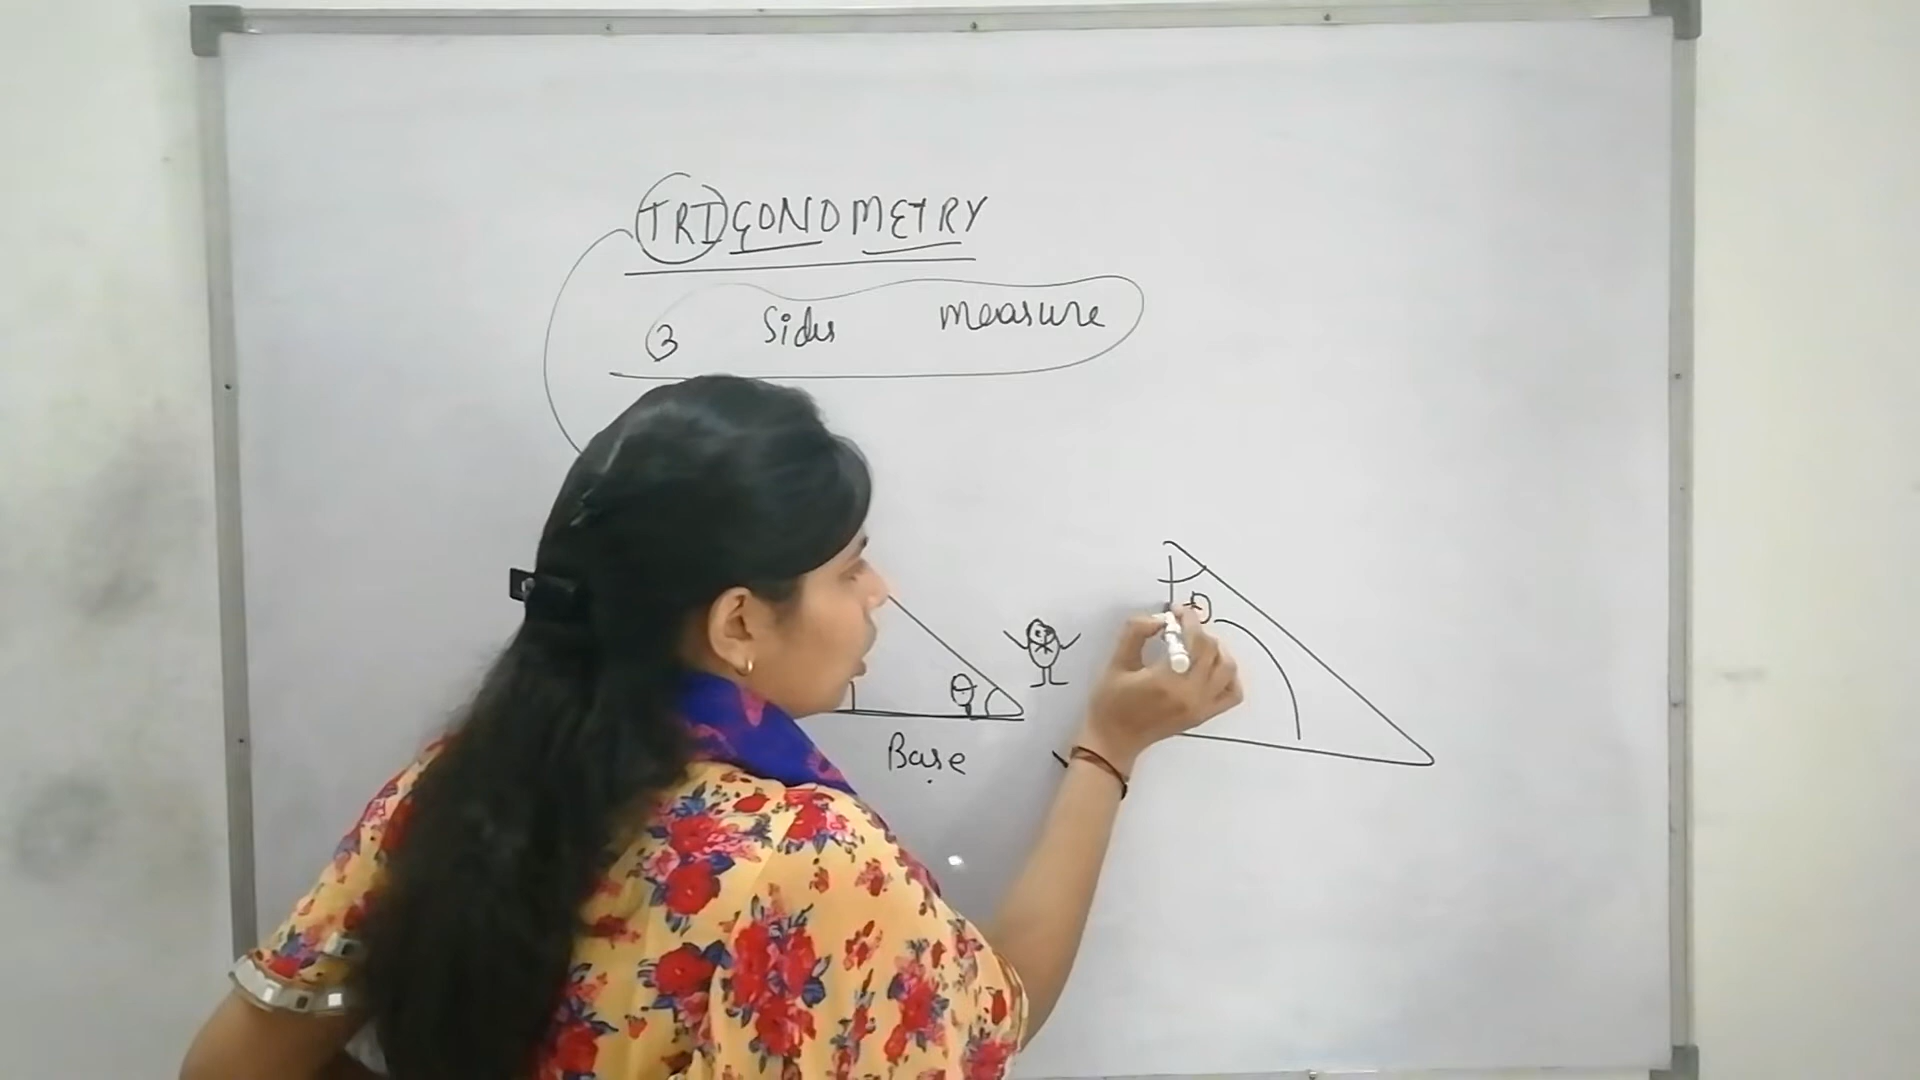 TRIGONOMETRY
3 Sides measure
θ
θ
Base